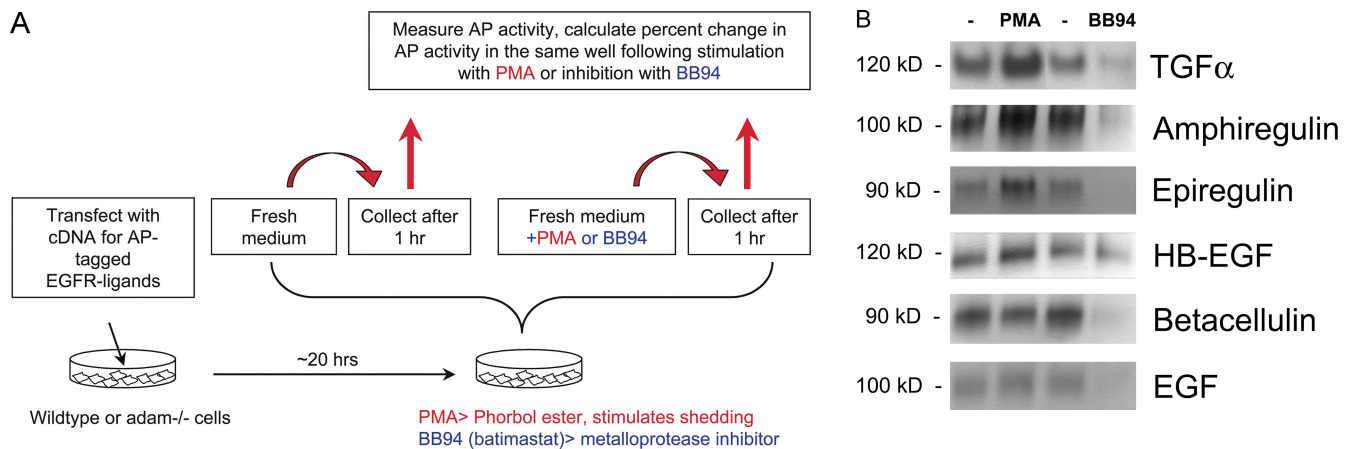 A
Measure AP activity, calculate percent change in
AP activity in the same well following stimulation
with PMA or inhibition with BB94
Transfect with
cDNA for AP-
tagged
EGFR-ligands
Fresh
medium
Collect after
1 hr
Fresh medium
+PMA or BB94
Collect after
1 hr
~20 hrs
Wildtype or adam-/- cells
PMA> Phorbol ester, stimulates shedding
BB94 (batimastat)> metalloprotease inhibitor
B
- PMA - BB94
120 kD - TGFα
100 kD - Amphiregulin
90 kD - Epiregulin
120 kD - HB-EGF
90 kD - Betacellulin
100 kD - EGF